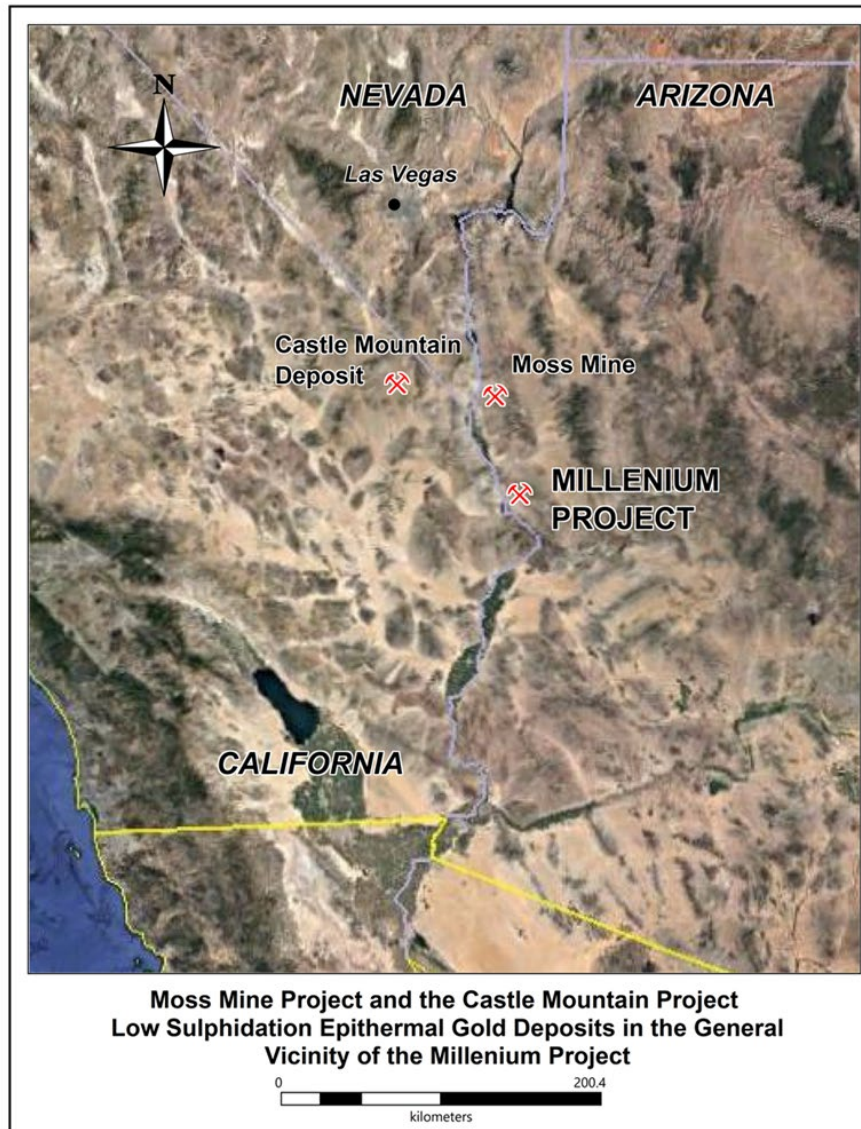 N
NEVADA
ARIZONA
Las Vegas
Castle Mountain
Deposit
Moss Mine
MILLENIUM
PROJECT
CALIFORNIA
Moss Mine Project and the Castle Mountain Project
Low Sulphidation Epithermal Gold Deposits in the General
Vicinity of the Millenium Project
0
200.4
kilometers